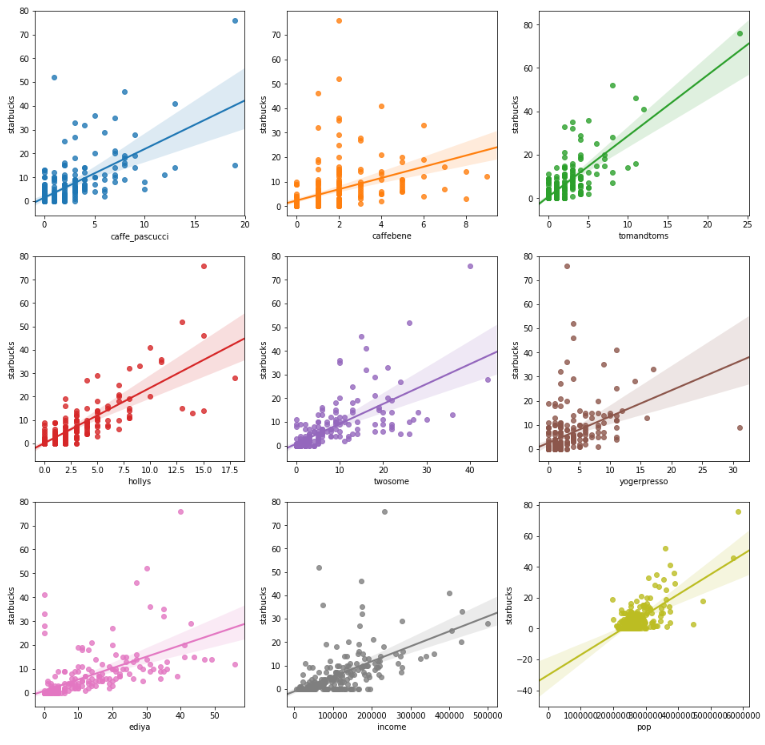 80
70
60
50
40
30
20
10
0
starbucks
0 5 10 15 20
caffe_pascucci
80
70
60
50
40
30
20
10
0
starbucks
0 2 4 6 8
caffebene
80
60
40
20
0
starbucks
0 5 10 15 20 25
tomandtoms
80
70
60
50
40
30
20
10
0
starbucks
0.0 2.5 5.0 7.5 10.0 12.5 15.0 17.5
hollys
80
70
60
50
40
30
20
10
0
starbucks
0 10 20 30 40
twosome
80
70
60
50
40
30
20
10
0
starbucks
0 5 10 15 20 25 30
yogerpresso
80
70
60
50
40
30
20
10
0
starbucks
0 10 20 30 40 50
ediya
80
70
60
50
40
30
20
10
0
starbucks
0 100000 200000 300000 400000 500000
income
80
60
40
20
0
−20
−40
starbucks
0 1000000 2000000 3000000 4000000 5000000 6000000
pop